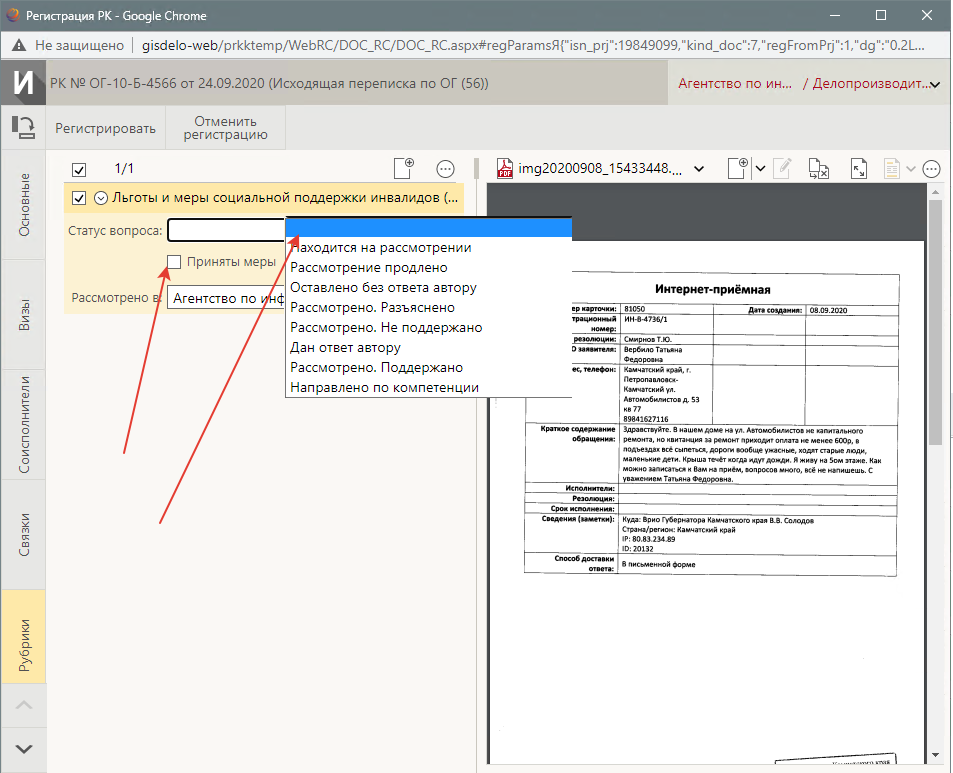 Регистрация РК - Google Chrome
Не защищено gisdelo-web/prkktemp/WebRC/DOC_RC/DOC_RC.aspx#regParamsЯ{"isn_prj":19849099,"kind_doc":7,"regFromPrj":1,"dg":"0.2L...
И РК № ОГ-10-Б-4566 от 24.09.2020 (Исходящая переписка по ОГ (56)) Агентство по ин... / Делопроизводит...
Регистрировать
Отменить
регистрацию
Основные
Визы
Соисполнители
Связки
Рубрики
1/1
Льготы и меры социальной поддержки инвалидов (...
Статус вопроса:
Приняты меры
Рассмотрено в: Агентство по инф
Находится на рассмотрении
Рассмотрение продлено
Оставлено без ответа автору
Рассмотрено. Разъяснено
Рассмотрено. Не поддержано
Дан ответ автору
Рассмотрено. Поддержано
Направлено по компетенции
PDF img20200908_15433448....
Интернет-приёмная
ер карточки: 81050 Дата создания: 08.09.2020
трационный ИН-В-4736/1
номер:
резолюции: Смирнов Т.Ю.
О заявителя: Вербило Татьяна
Федоровна
ес, телефон: Камчатский край, г.
Петропавловск-
Камчатский ул.
Автомобилистов д. 53
кв 77
89841627116
Краткое содержание Здравствуйте. В нашем доме на ул. Автомобилистов не капитального
обращения: ремонта, но квитанция за ремонт приходит оплата не менее 600р, в
подъездах всё сыпеться, дороги вообще ужасные, ходят старые люди,
маленькие дети. Крыша течёт когда идут дожди. Я живу на 5ом этаже. Как
можно записаться к Вам на приём, вопросов много, всё не напишешь. С
уважением Татьяна Федоровна.
Исполнители:
Резолюция:
Срок исполнения:
Сведения (заметки): Куда: Врио Губернатора Камчатского края В.В. Солодов
Страна/регион: Камчатский край
IP: 80.83.234.89
ID: 20132
Способ доставки В письменной форме
ответа: